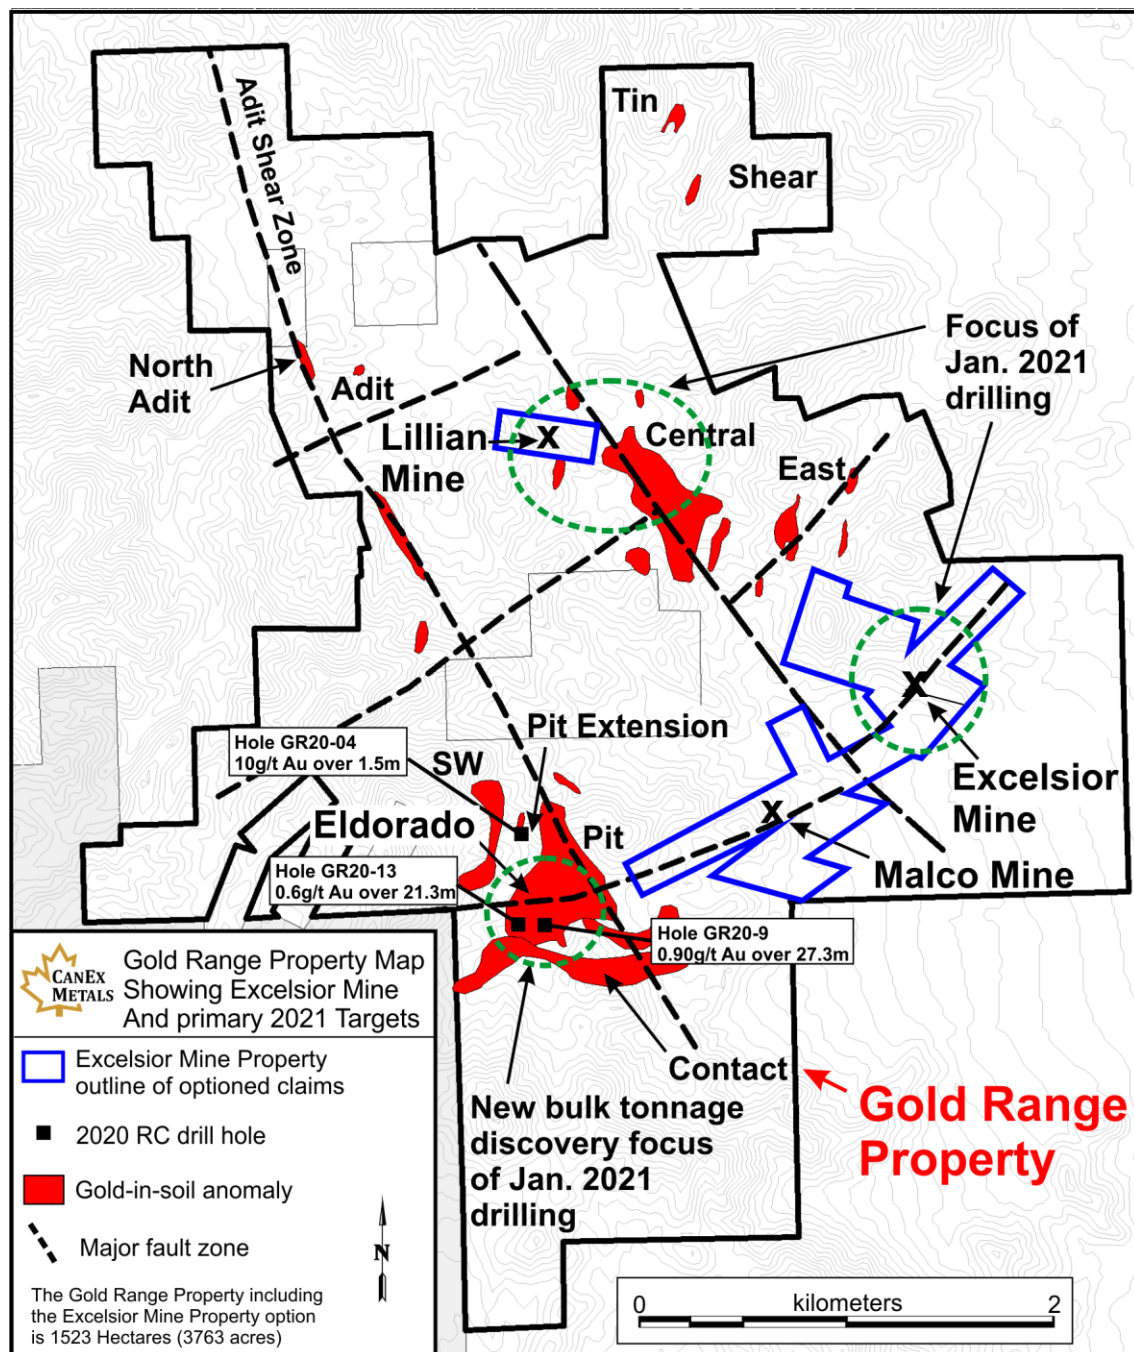 Tin
Shear
Adit Shear Zone
North
Adit
Adit
Focus of
Jan. 2021
drilling
Lillian
Mine
X
Central
East
Pit Extension
Hole GR20-04
10g/t Au over 1.5m
SW
X
Excelsior
Mine
Eldorado
Pit
X
Malco Mine
Hole GR20-13
0.6g/t Au over 21.3m
Hole GR20-9
0.90g/t Au over 27.3m
Contact
New bulk tonnage
discovery focus
of Jan. 2021
drilling
Gold Range
Property
CANEX
METALS
Gold Range Property Map
Showing Excelsior Mine
And primary 2021 Targets
Excelsior Mine Property
outline of optioned claims
2020 RC drill hole
Gold-in-soil anomaly
Major fault zone
N
The Gold Range Property including
the Excelsior Mine Property option
is 1523 Hectares (3763 acres)
0 kilometers 2